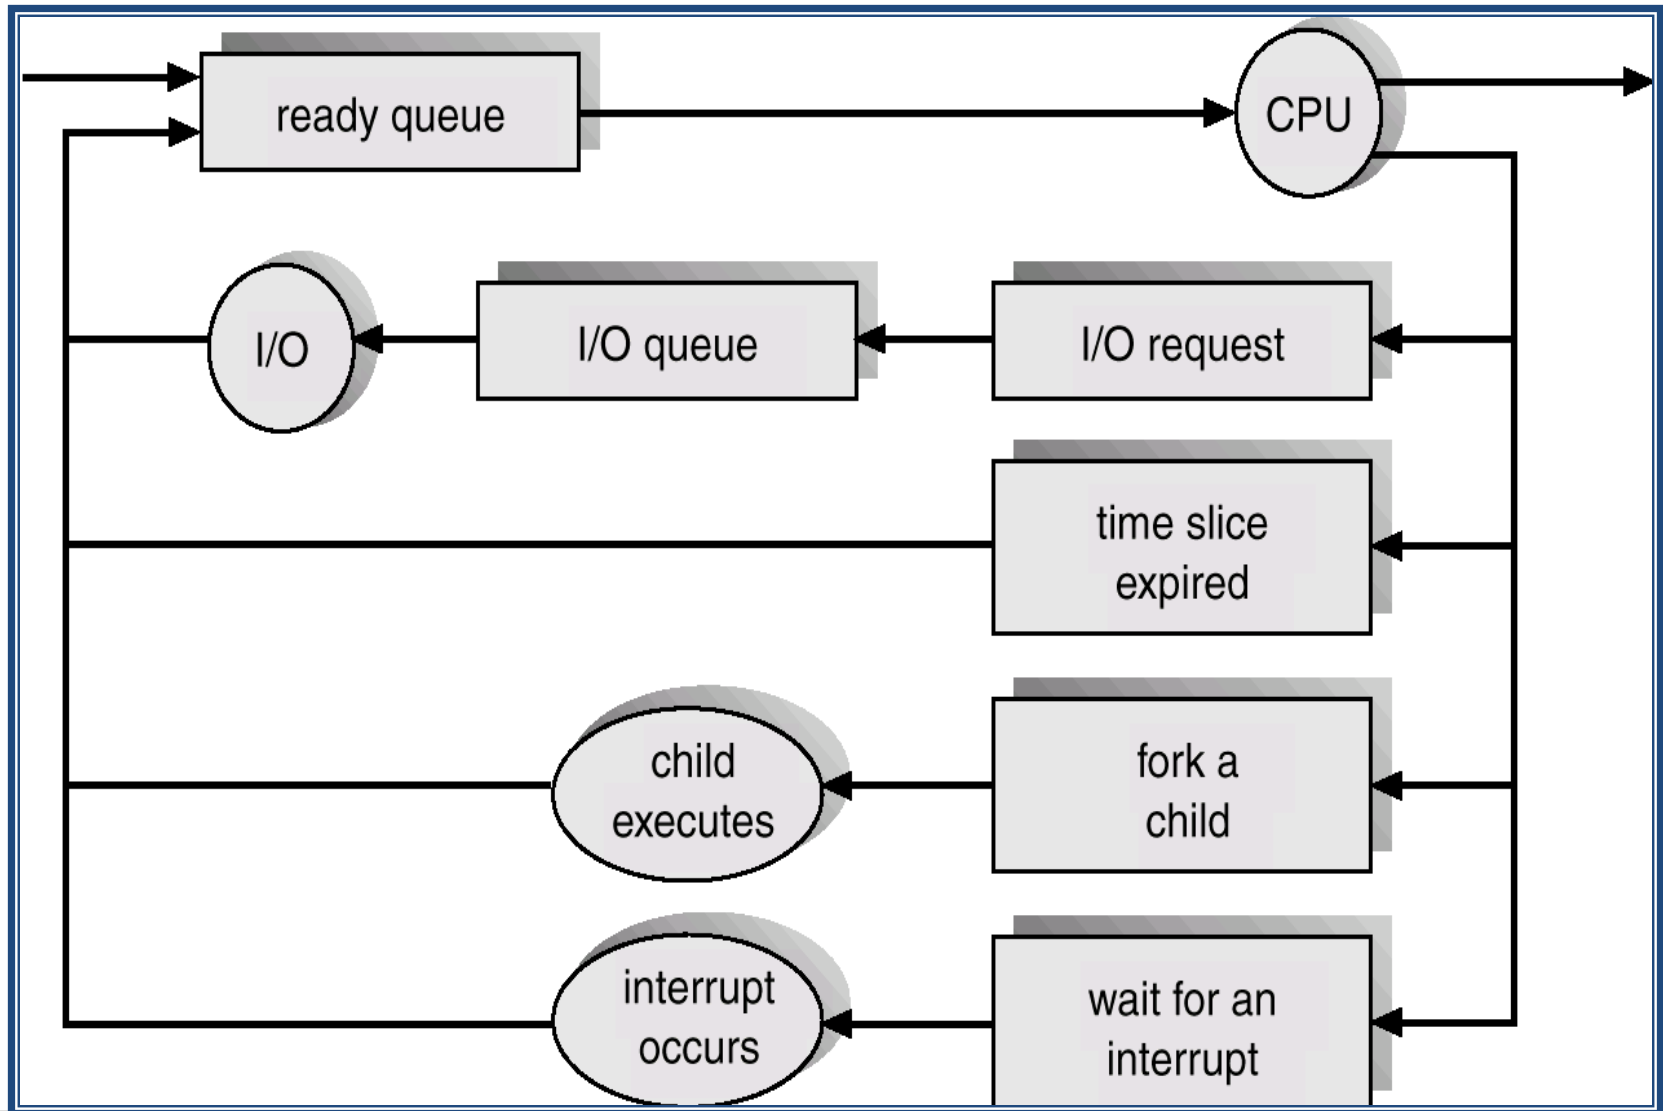 ready queue
CPU
I/O
I/O queue
I/O request
time slice
expired
child
executes
fork a
child
interrupt
occurs
wait for an
interrupt